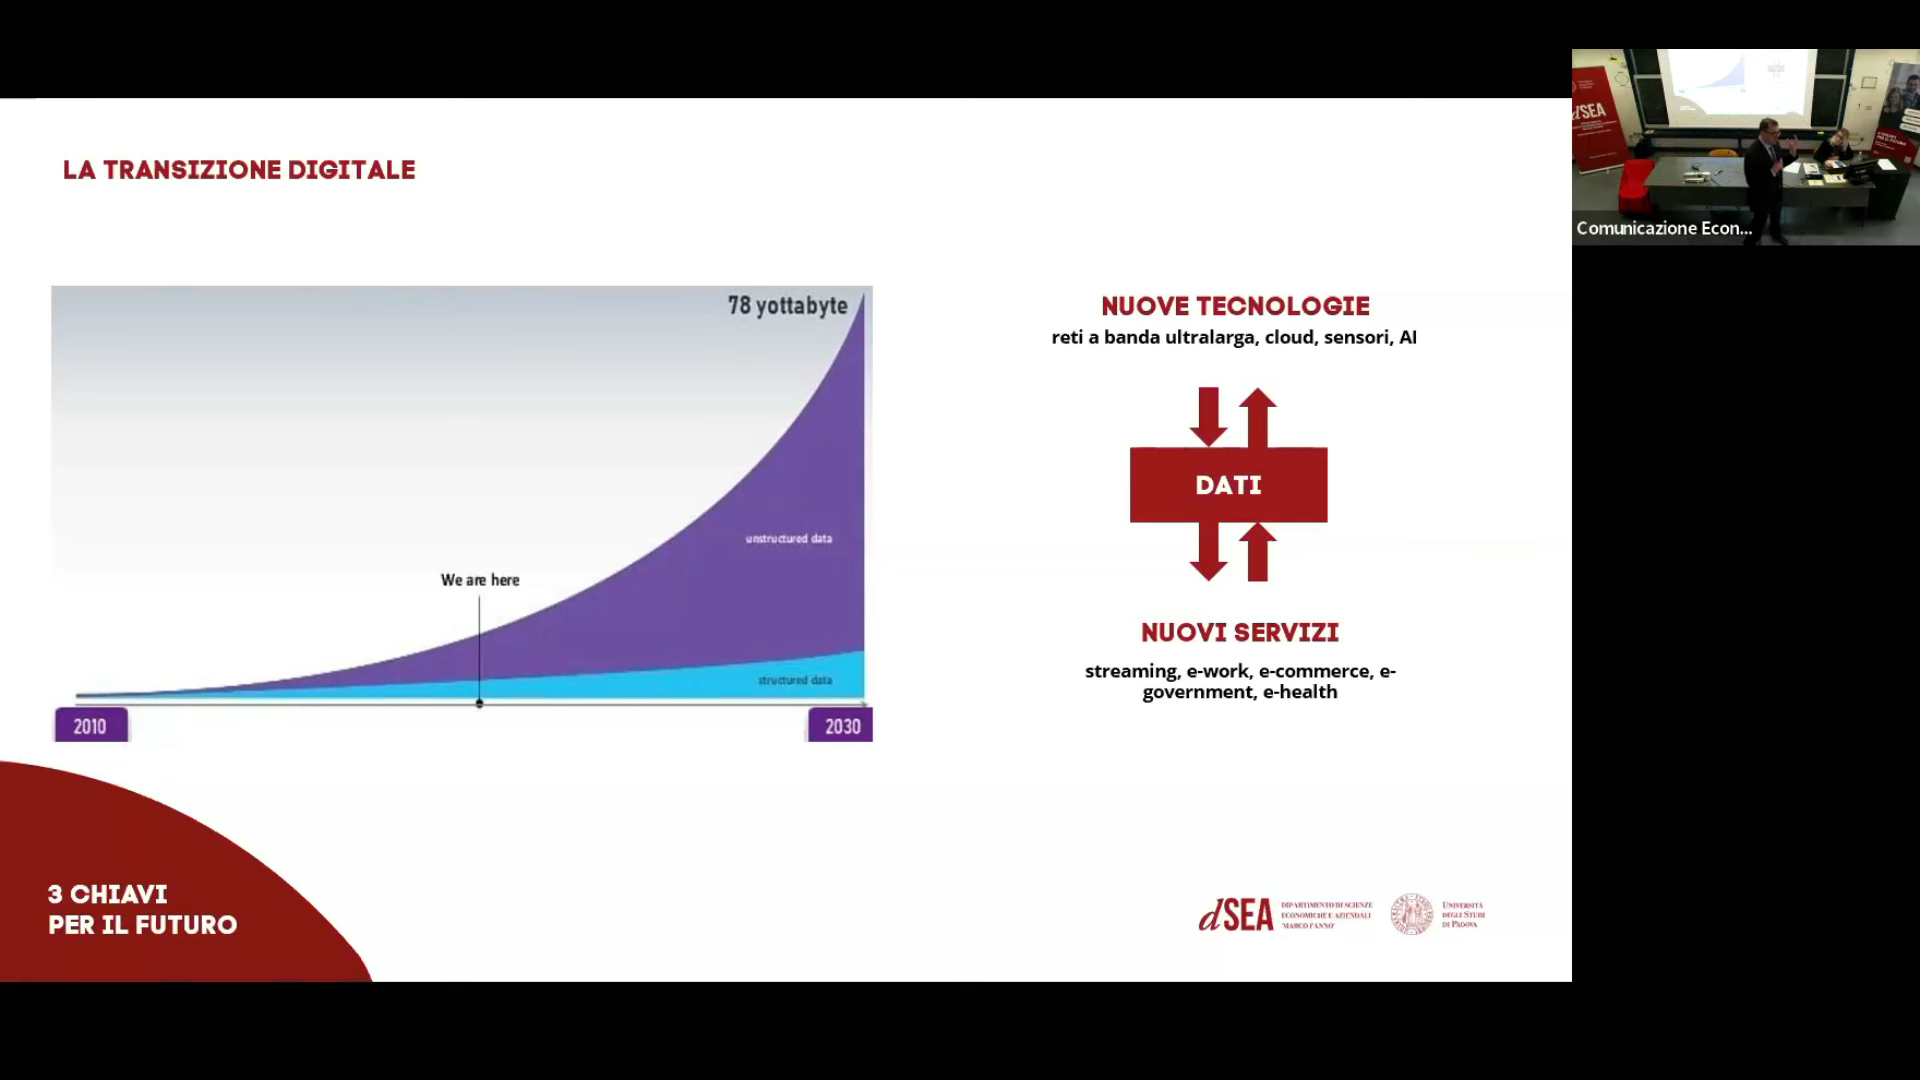 LA TRANSIZIONE DIGITALE
78 yottabyte
unstructured data
We are here
structured data
2010
2030
NUOVE TECNOLOGIE
reti a banda ultralarga, cloud, sensori, AI
DATI
NUOVI SERVIZI
streaming, e-work, e-commerce, e-
government, e-health
3 CHIAVI
PER IL FUTURO
dSEA
DIPARTIMENTO DI SCIENZE
ECONOMICHE E AZIENDALI
'MARCO FANNO'
UNIVERSITÀ
DEGLI STUDI
DI PADOVA
dSEA
Comunicazione Econ...